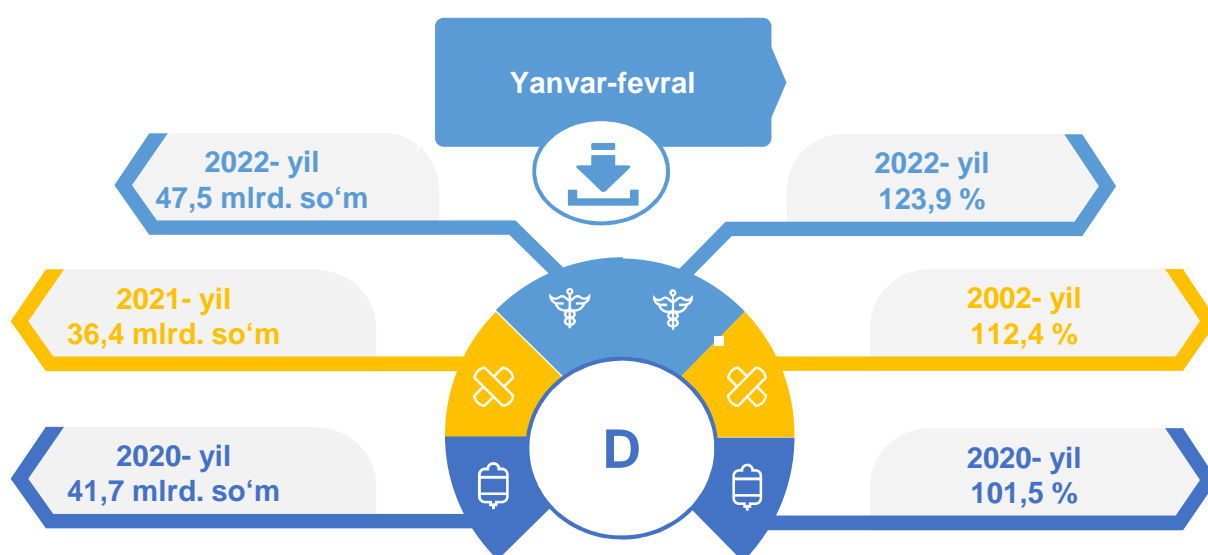 Yanvar-fevral
2022- yil
47,5 mlrd. so‘m
2022- yil
123,9 %
2021- yil
36,4 mlrd. so‘m
2002- yil
112,4 %
D
2020- yil
41,7 mlrd. so‘m
2020- yil
101,5 %